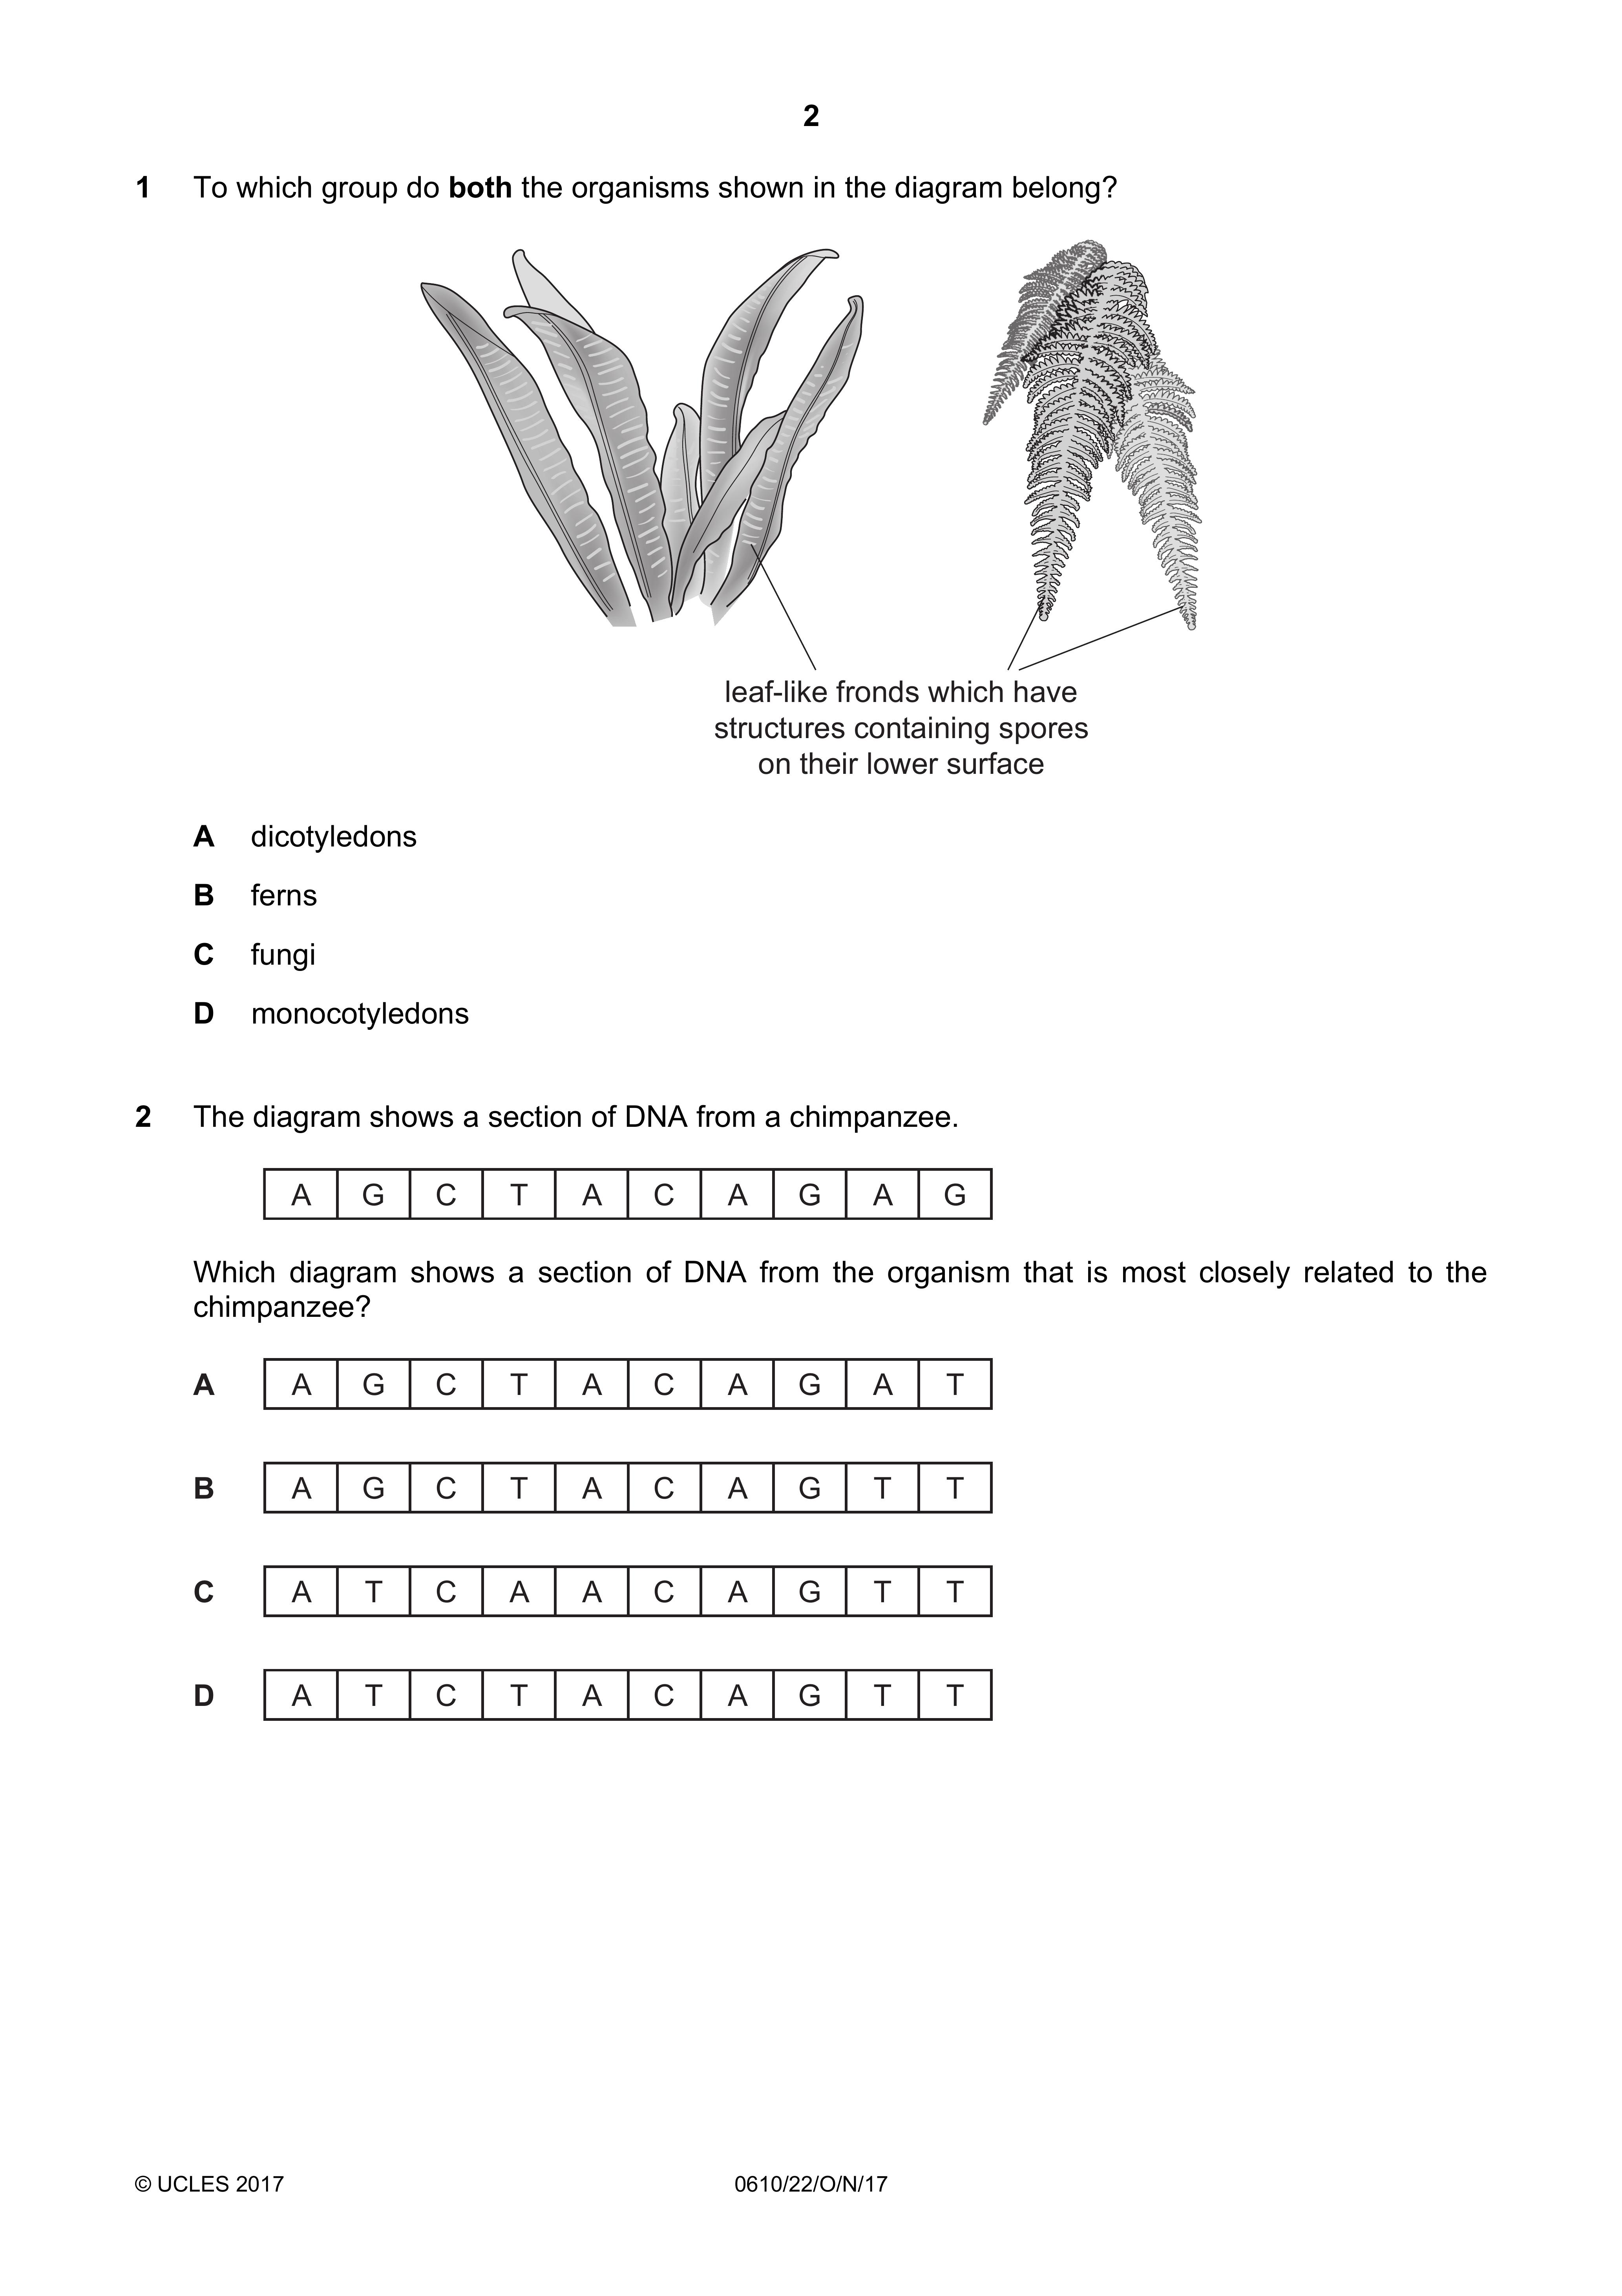 2
1 To which group do both the organisms shown in the diagram belong?
leaf-like fronds which have
structures containing spores
on their lower surface
A dicotyledons
B ferns
C fungi
D monocotyledons
2 The diagram shows a section of DNA from a chimpanzee.
A G C T A C A G A G
Which diagram shows a section of DNA from the organism that is most closely related to the
chimpanzee?
A A G C T A C A G A T
B A G C T A C A G T T
C A T C A A C A G T T
D A T C T A C A G T T
© UCLES 2017 0610/22/O/N/17